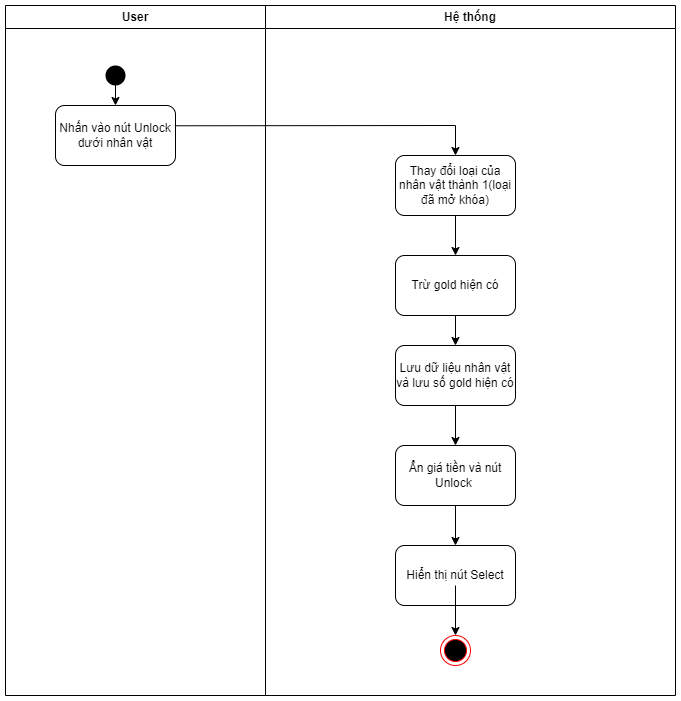 User
Hệ thống
Nhấn vào nút Unlock
dưới nhân vật
Thay đổi loại của
nhân vật thành 1(loại
đã mở khóa)
Trừ gold hiện có
Lưu dữ liệu nhân vật
và lưu số gold hiện có
Ẩn giá tiền và nút
Unlock
Hiển thị nút Select